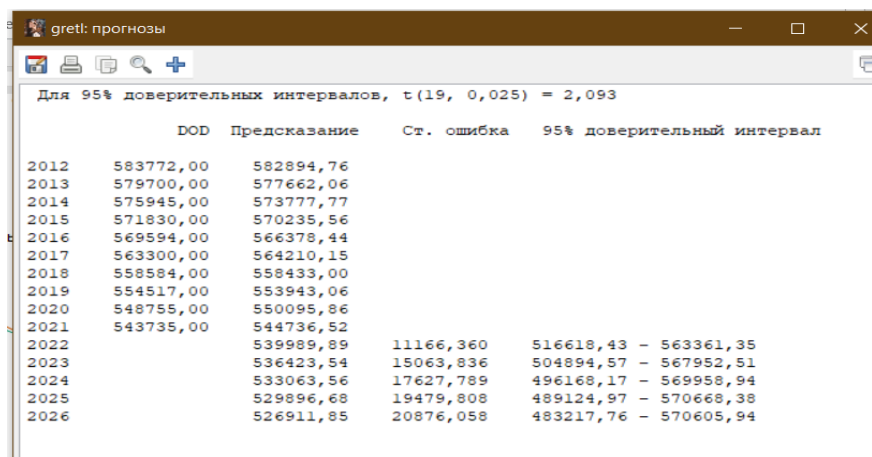 gretl: прогнозы
Для 95% доверительных интервалов, t(19, 0,025) = 2,093
DOD Предсказание Ст. ошибка 95% доверительный интервал
2012 583772,00 582894,76
2013 579700,00 577662,06
2014 575945,00 573777,77
2015 571830,00 570235,56
2016 569594,00 566378,44
2017 563300,00 564210,15
2018 558584,00 558433,00
2019 554517,00 553943,06
2020 548755,00 550095,86
2021 543735,00 544736,52
2022 539989,89 11166,360 516618,43 - 563361,35
2023 536423,54 15063,836 504894,57 - 567952,51
2024 533063,56 17627,789 496168,17 - 569958,94
2025 529896,68 19479,808 489124,97 - 570668,38
2026 526911,85 20876,058 483217,76 - 570605,94